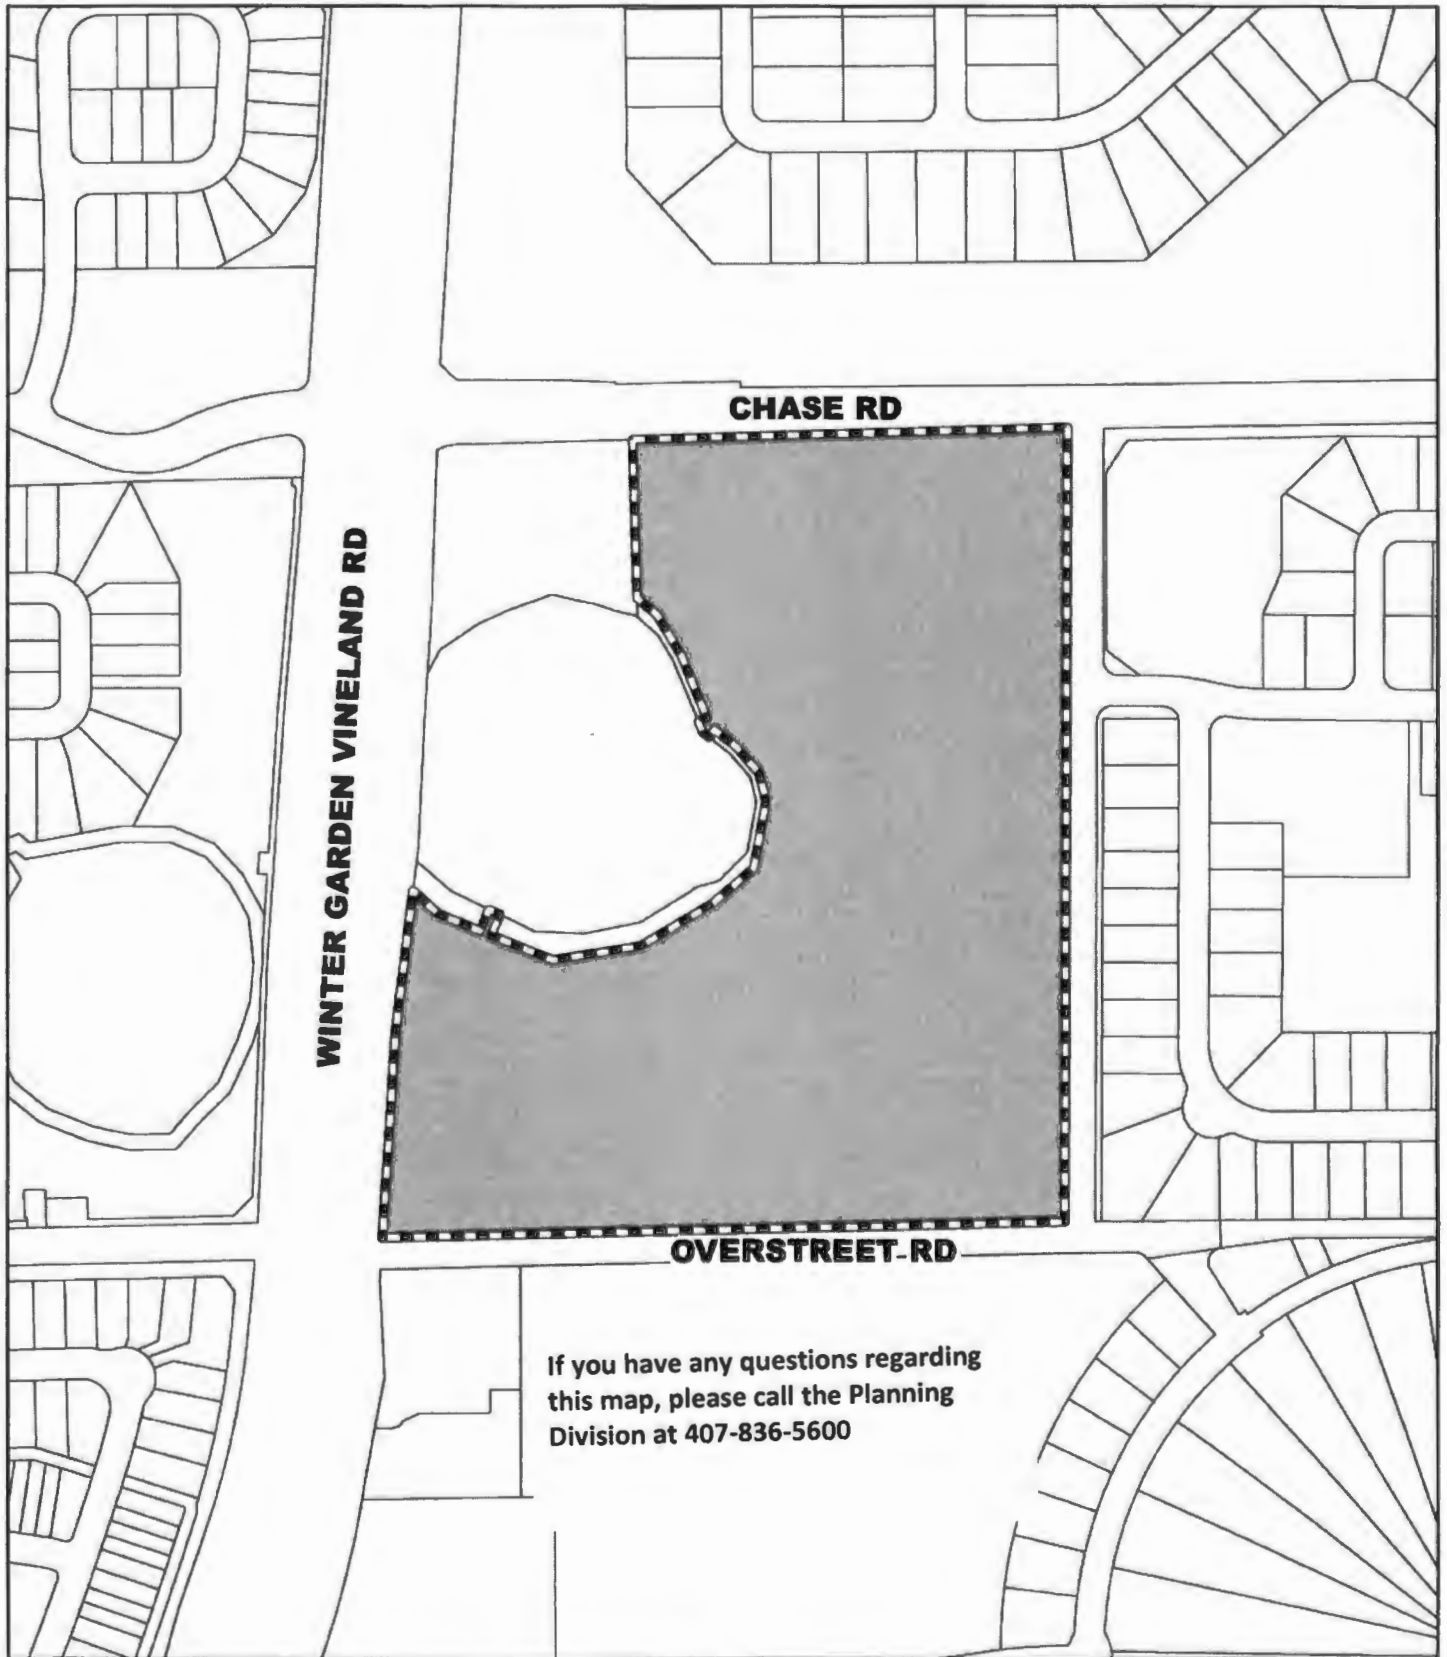 CHASE RD
WINTER GARDEN VINELAND RD
OVERSTREET RD
If you have any questions regarding
this map, please call the Planning
Division at 407-836-5600